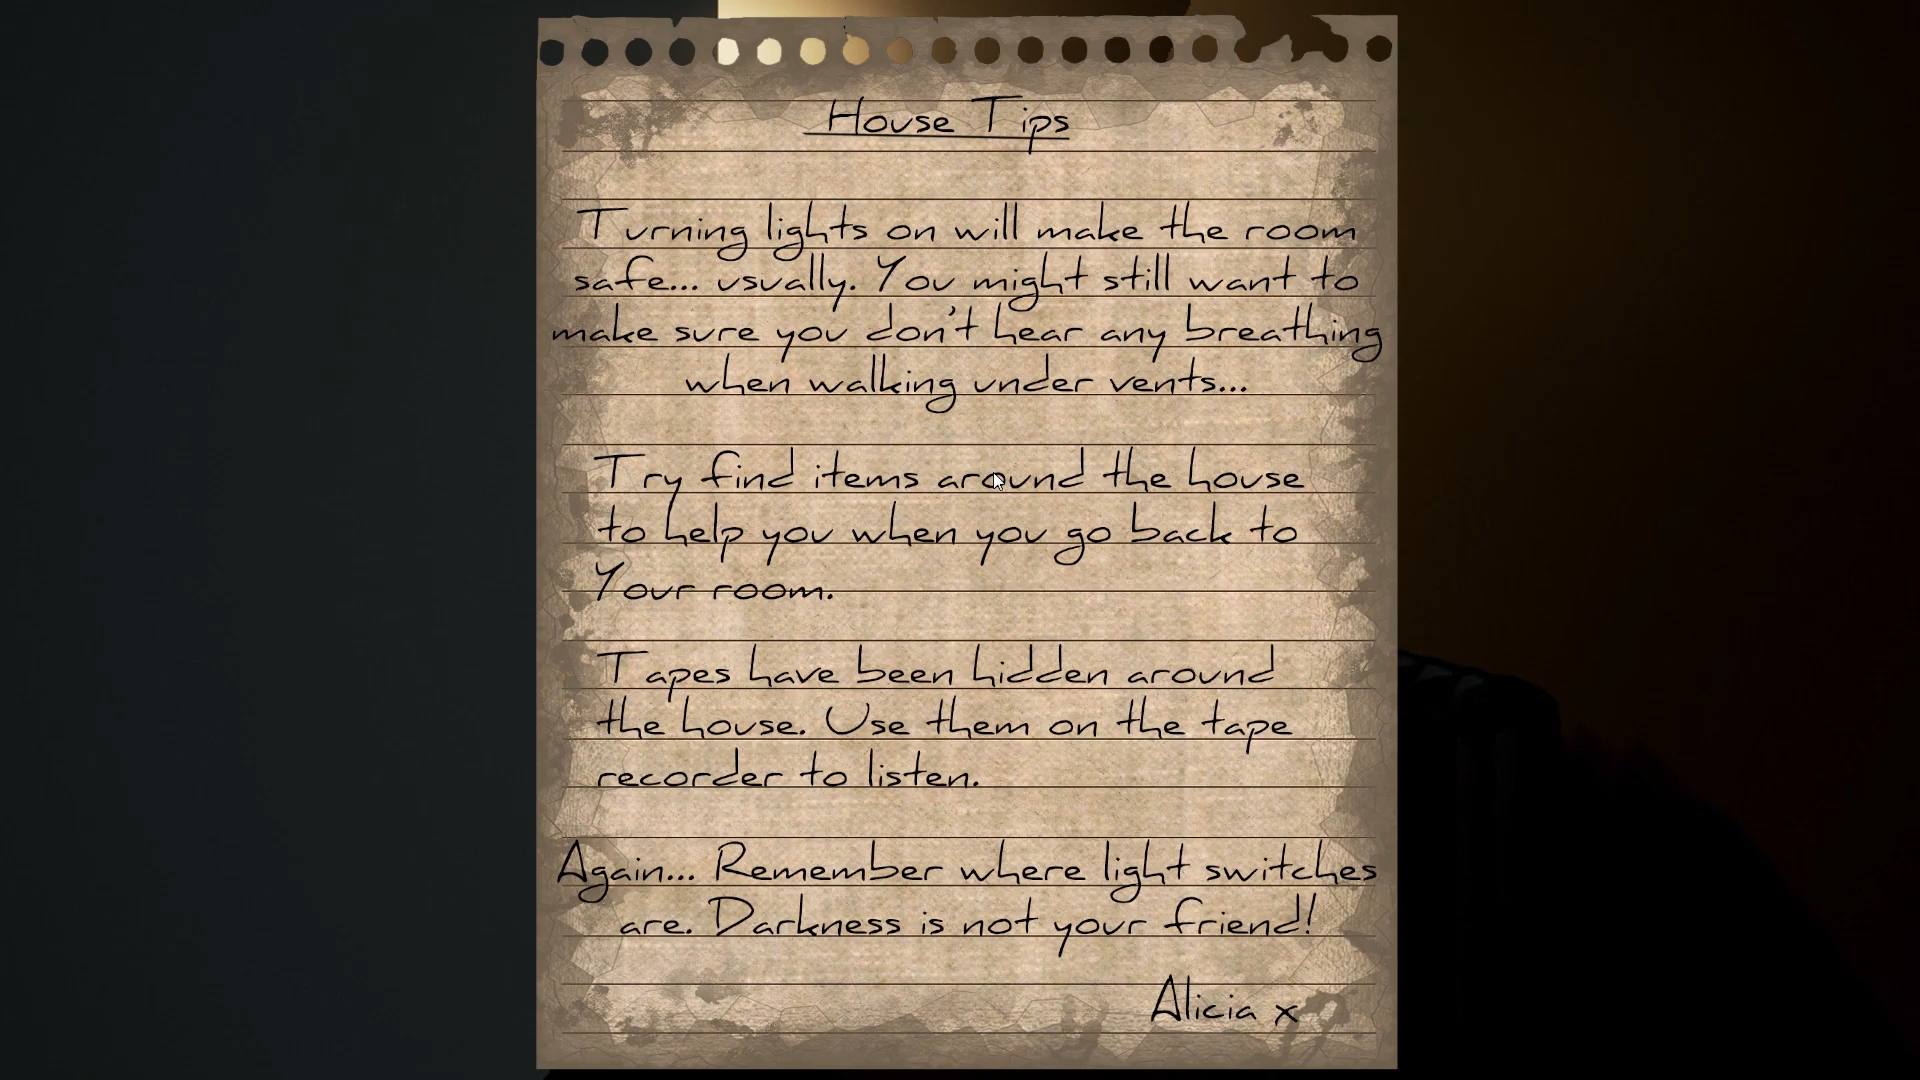 House Tips
Turning lights on will make the room
safe... usually. You might still want to
make sure you don't hear any breathing
when walking under vents...
Try find items around the house
to help you when you go back to
Your room.
Tapes have been hidden around
the house. Use them on the tape
recorder to listen.
Again... Remember where light switches
are. Darkness is not your friend!
Alicia x